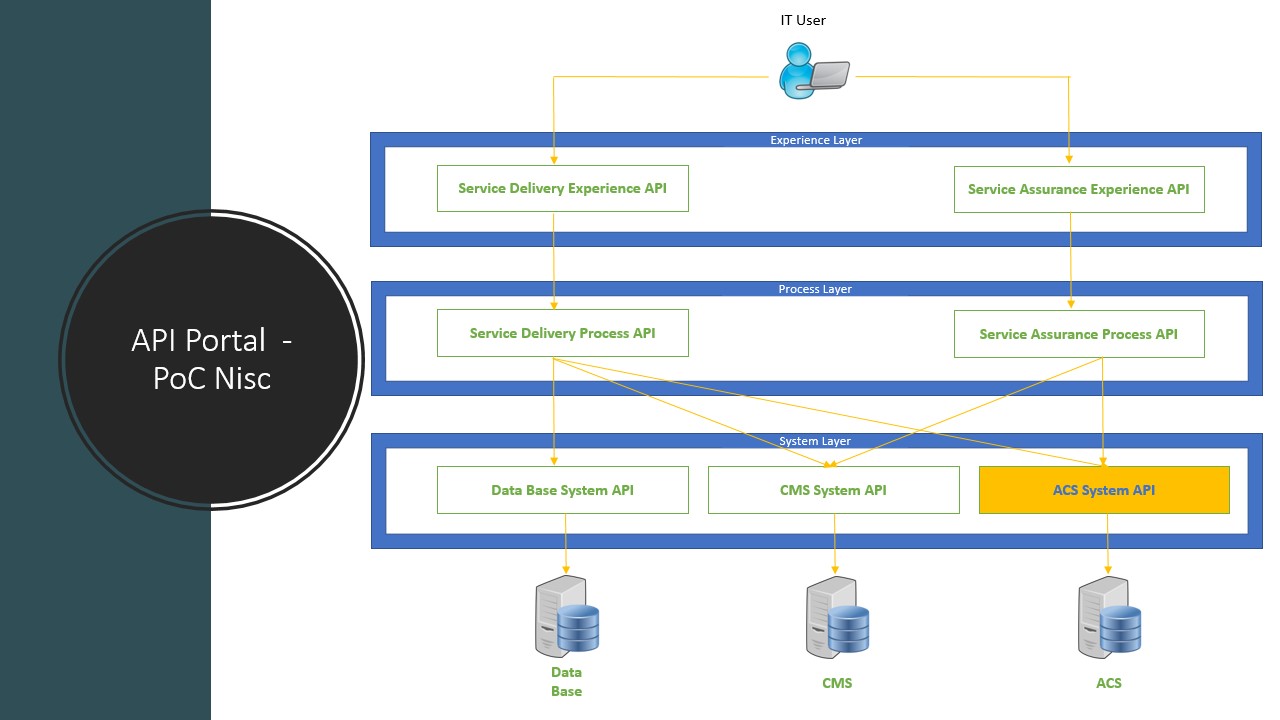 API Portal -
PoC Nisc
IT User
Experience Layer
Service Delivery Experience API
Service Assurance Experience API
Process Layer
Service Delivery Process API
Service Assurance Process API
System Layer
Data Base System API
CMS System API
ACS System API
Data
Base
CMS
ACS